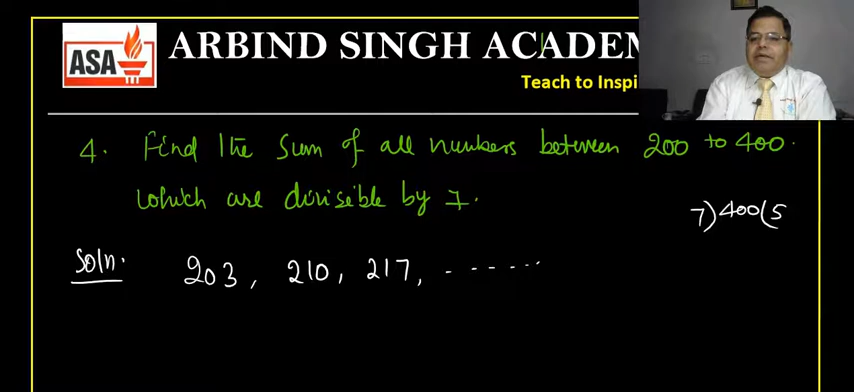 ASA
ARBIND SINGH ACADEM
Teach to Inspi
4. Find the sum of all numbers between 200 to 400.
which are divisible by 7.
7)400(5
Soln. 203, 210, 217, ------